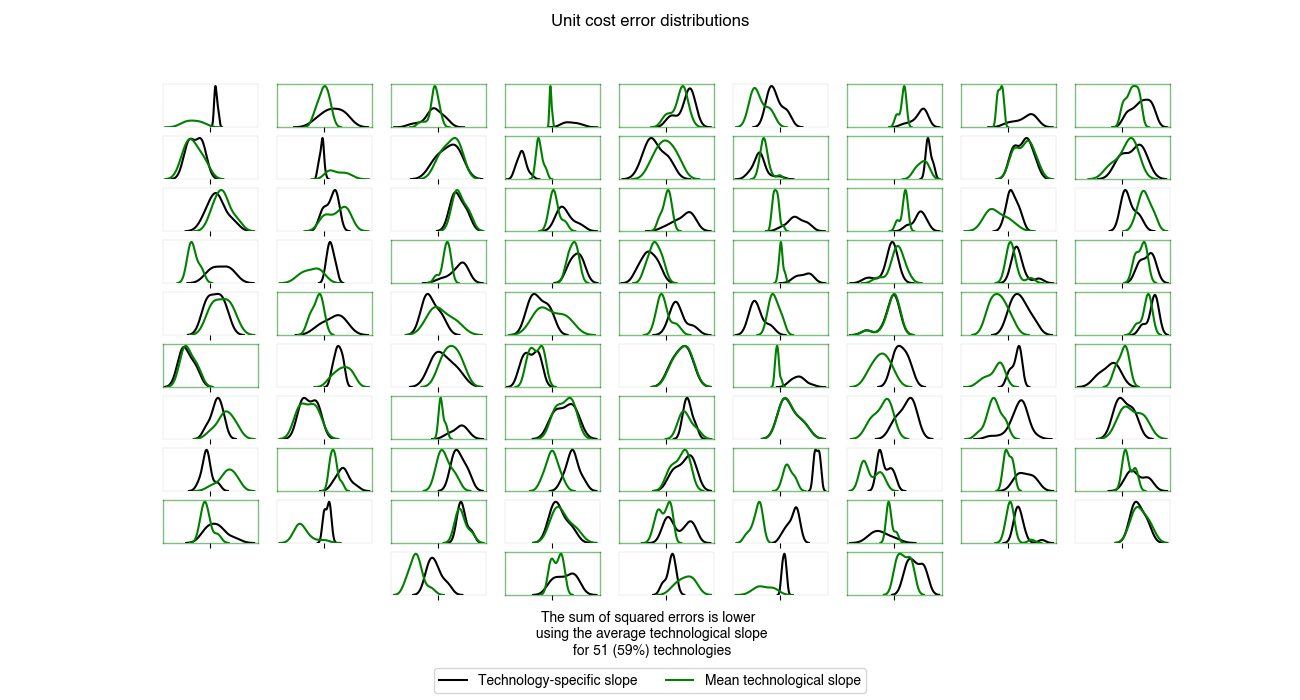 Unit cost error distributions
The sum of squared errors is lower
using the average technological slope
for 51 (59%) technologies
Technology-specific slope
Mean technological slope